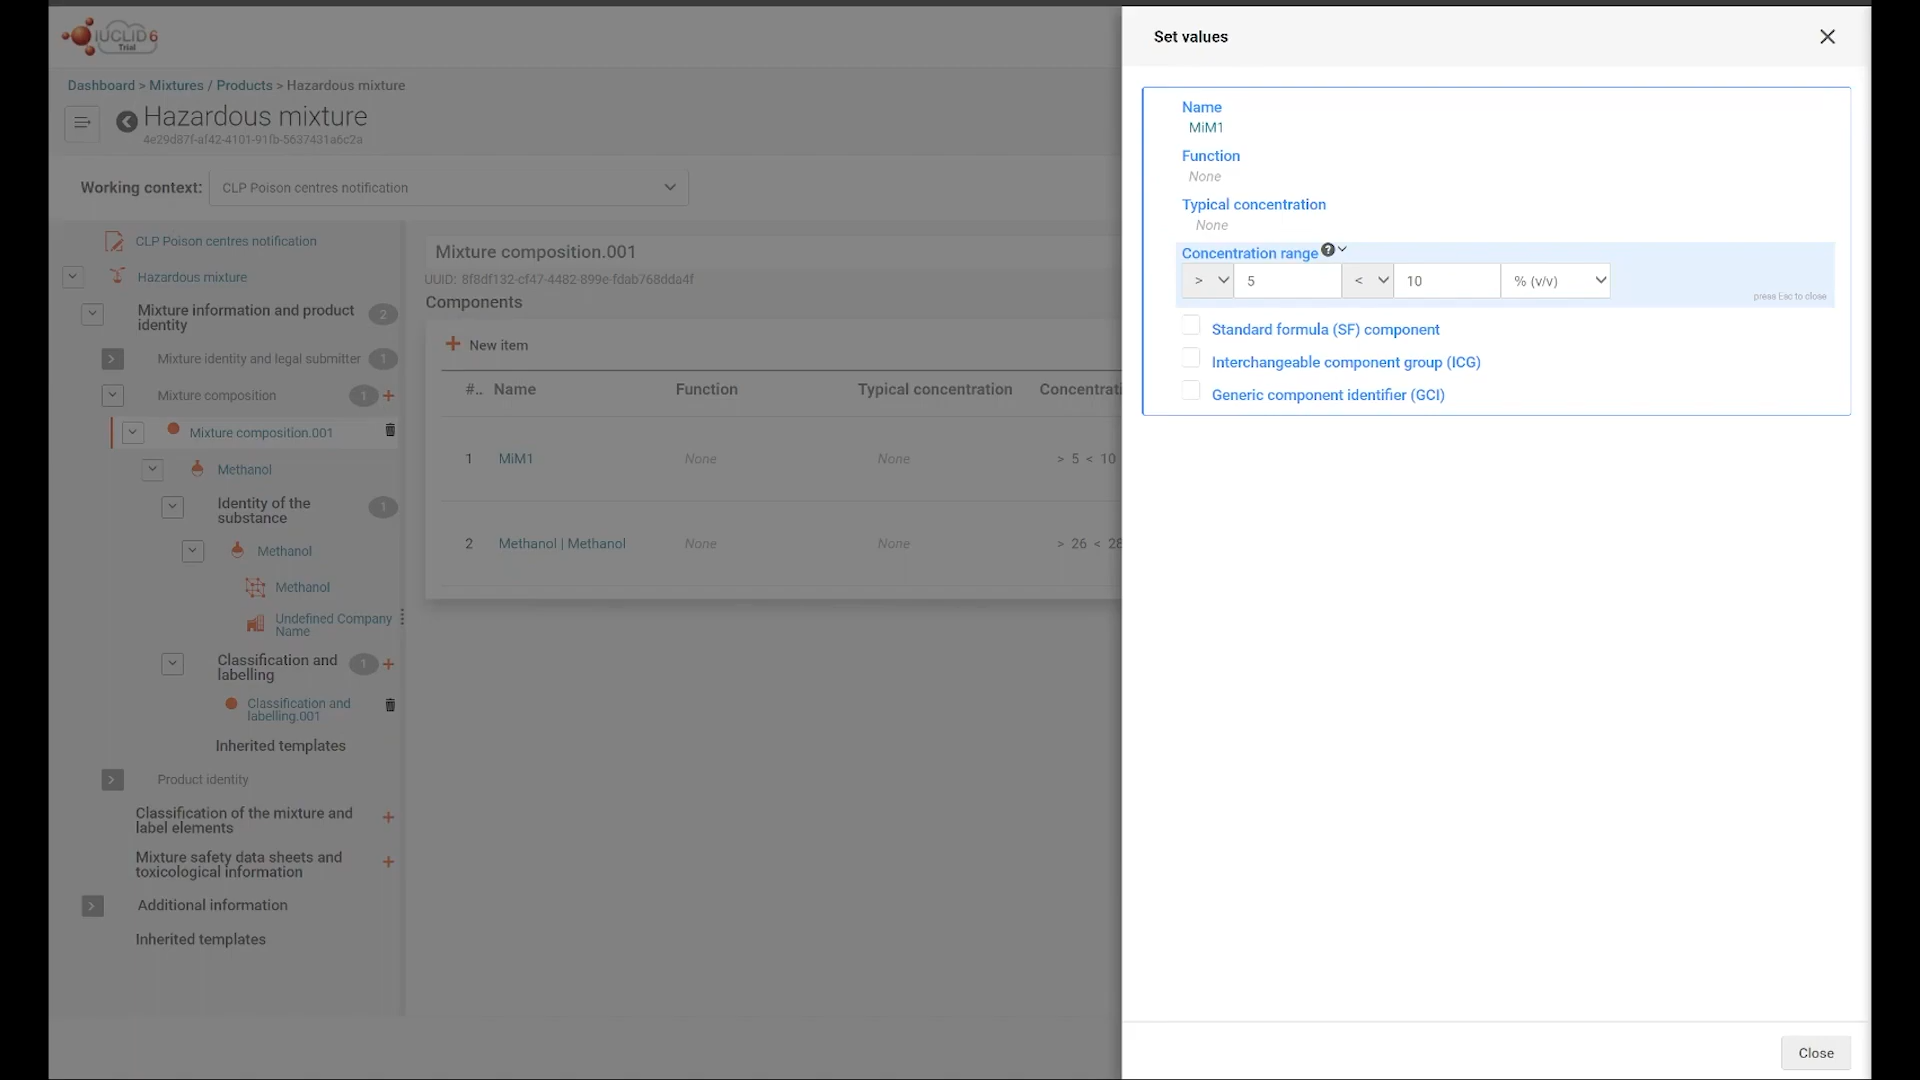 IUCLID 6
Trial
Dashboard > Mixtures / Products > Hazardous mixture
Hazardous mixture
4e29d87f-af42-4101-91fb-5637431a6c2a
Working context:
CLP Poison centres notification
CLP Poison centres notification
Hazardous mixture
Mixture information and product
identity
2
Mixture identity and legal submitter
1
Mixture composition
1
Mixture composition.001
Methanol
Identity of the
substance
1
Methanol
Methanol
Undefined Company
Name
Classification and
labelling
1
Classification and
labelling.001
Inherited templates
Product identity
Classification of the mixture and
label elements
Mixture safety data sheets and
toxicological information
Additional information
Inherited templates
Mixture composition.001
UUID: 8f8df132-cf47-4482-899e-fdab768dda4f
Components
+ New item
#.. Name Function Typical concentration Concentrati
1 MiM1 None None > 5 < 10
2 Methanol | Methanol None None > 26 < 28
Set values
Name
MiM1
Function
None
Typical concentration
None
Concentration range
> 5 < 10 % (v/v)
press Esc to close
Standard formula (SF) component
Interchangeable component group (ICG)
Generic component identifier (GCI)
Close